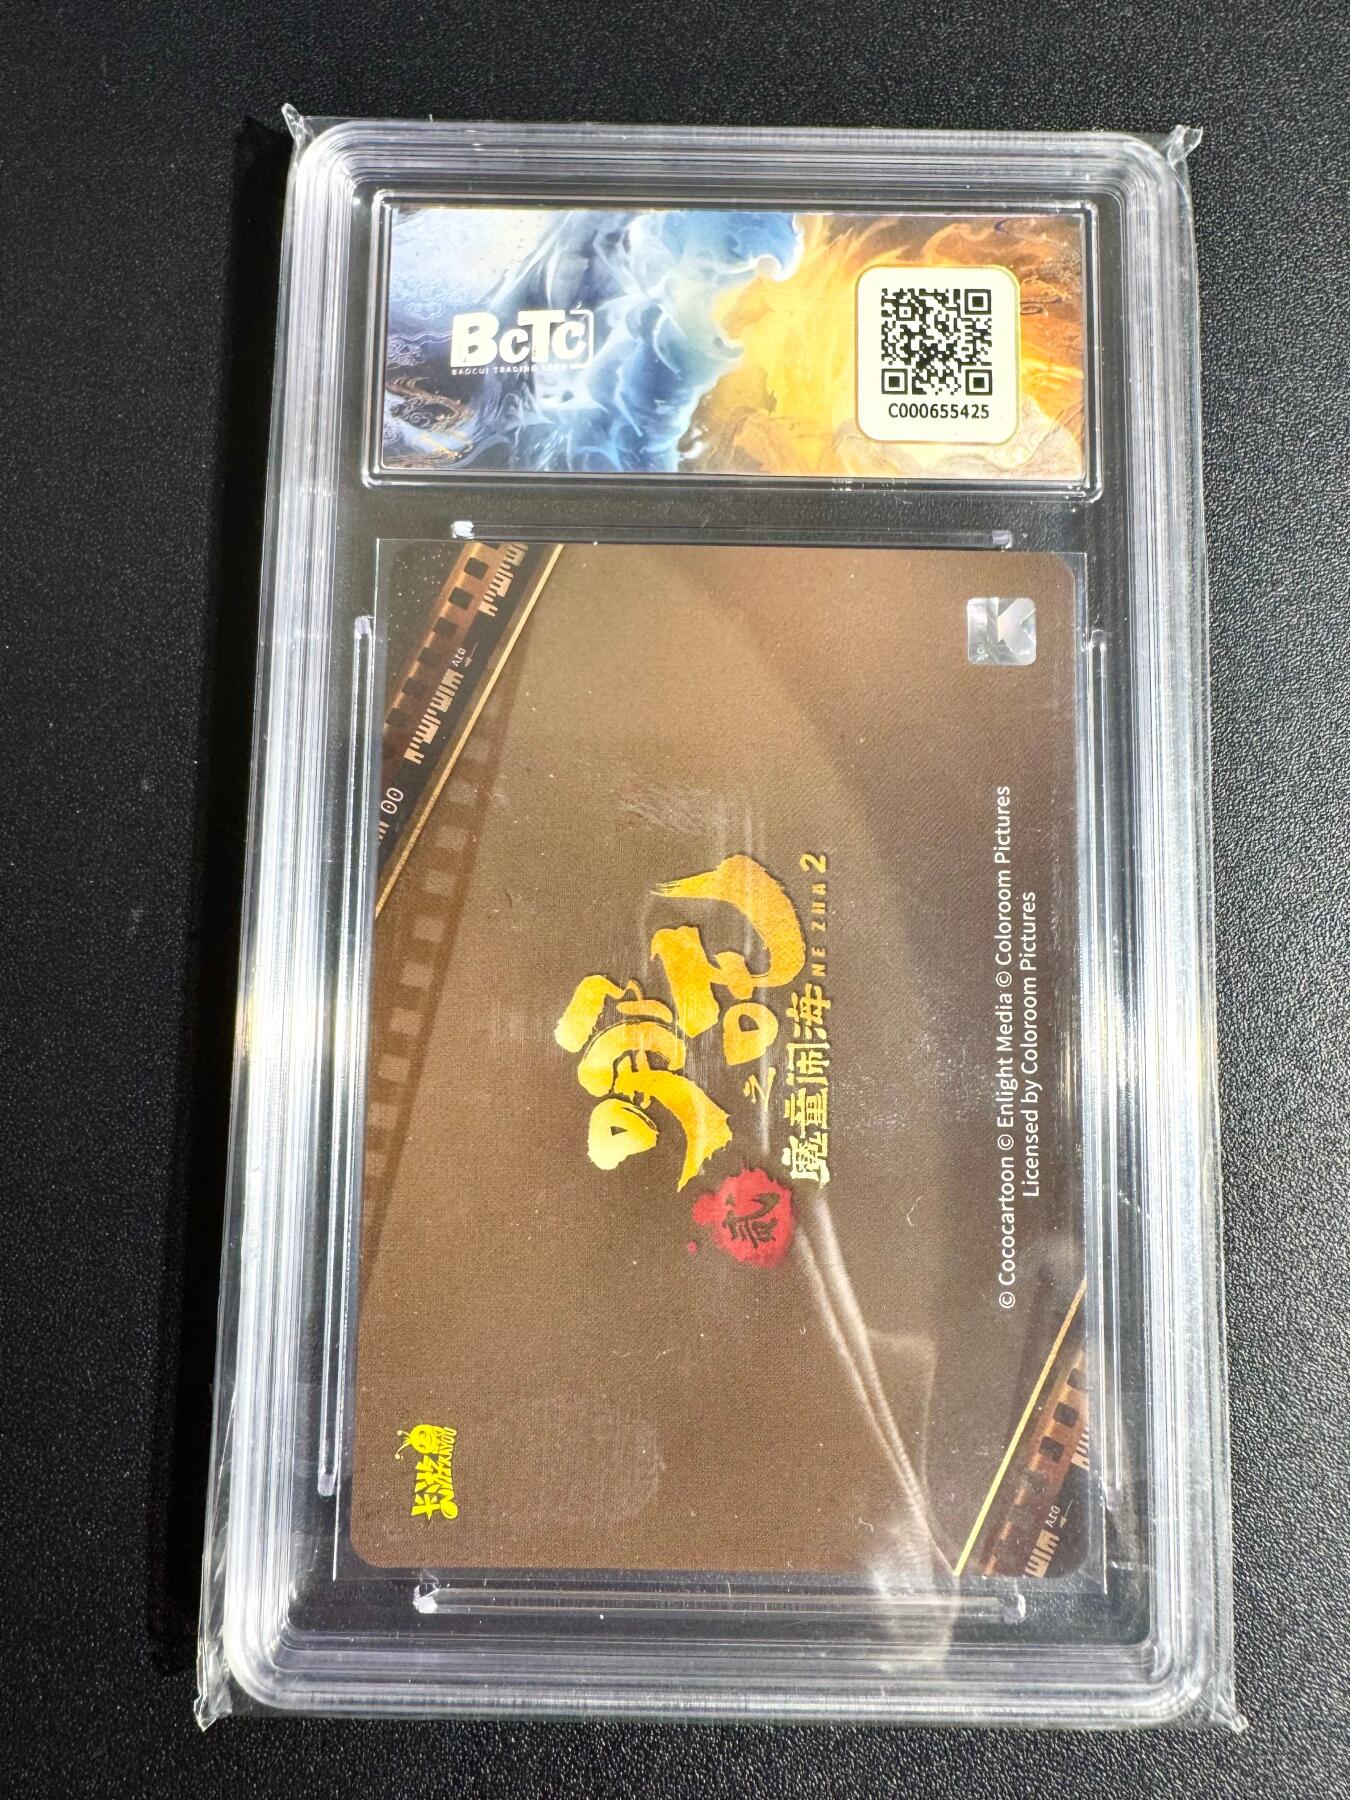 BcTc
BAOCUI TRADING CARD
C000655425
哪吒
之
魔童闹海
NE ZHA 2
贰
© Cococartoon © Enlight Media © Coloroom Pictures
Licensed by Coloroom Pictures
卡游
KAYOU